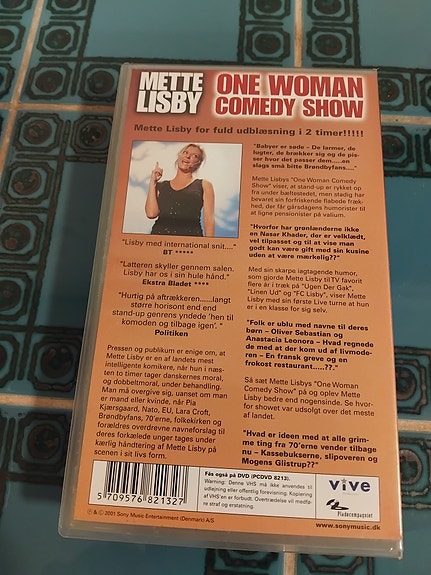 METTE LISBY
ONE WOMAN COMEDY SHOW
Mette Lisby for fuld udblæsning i 2 timer!!!!!
"Lisby med international snit...."
BT *****
"Latteren skyller gennem salen.
Lisby har os i sin hule hånd."
Ekstra Bladet ****
"Hurtig på aftrækkeren......langt
større horisont end end
stand-up genrens yndede 'hen til
komoden og tilbage igen'. "
Politiken
Pressen og publikum er enige om, at
Mette Lisby er en af landets mest
intelligente komikere, når hun i næs-
ten to timer tager danskernes moral,
og dobbeltmoral, under behandling.
Man må overgive sig, uanset om man
er mand eller kvinde, når Pia
Kjærsgaard, Nato, EU, Lara Croft,
Brøndbyfans, 70'erne, folkekirken og
forældres overdrevne navneforslag til
deres forkælede unger tages under
kærlig behandling af Mette Lisby på
scenen i sit livs form.
"Babyer er søde – De larmer, de
lugter, de brækker sig og de pis-
ser hvor det passer dem.....en
slags små bitte Brøndbyfans...."
Mette Lisbys "One Woman Comedy
Show" viser, at stand up er rykket op
fra under bæltestedet, men stadig har
bevaret sin forfriskende flabede fræk-
hed, der får gårsdagens humorister til
at ligne pensionister på valium.
"Hvorfor har grønlænderne ikke
en Nasar Khader, der er velklædt,
vel tilpasset og til at vise man
godt kan være gift med sin kusine
uden at være mærkelig??"
Med sin skarpe iagtagende humor,
som gjorde Mette Lisby til TV favorit
flere år i træk på "Ugen Der Gak",
"Linen Ud" og "FC Lisby", viser Mette
Lisby med sin første Live turne at hun
er i en klasse for sig.
"Folk er ublu med navne til deres
børn – Oliver Sebastian og
Anastacia Leonora – Hvad regnede
de med at der kom ud af livmode-
ren – En fransk greve og en
frokost restaurant.....??."
Så sæt Mette Lisbys "One Woman
Comedy Show" på og oplev Mette
Lisby bedre end nogensinde. Se hvor-
for showet var udsolgt over det meste
af landet.
"Hvad er ideen med at alle grim-
me ting fra 70'erne vender tilbage
nu – Kassebukserne, slipoveren og
Mogens Glistrup??"
5 709576 821327
Fås også på DVD (PCDVD 8213).
Warning: Denne VHS må ikke anvendes til
udlejning eller offentlig forevisning. Kopiering
af VHS'en er forbudt. Overtrædelse vil medfø-
re straf og erstatning.
vive
Pladecompagniet
℗ & © 2001 Sony Music Entertainment (Denmark) A/S
www.sonymusic.dk